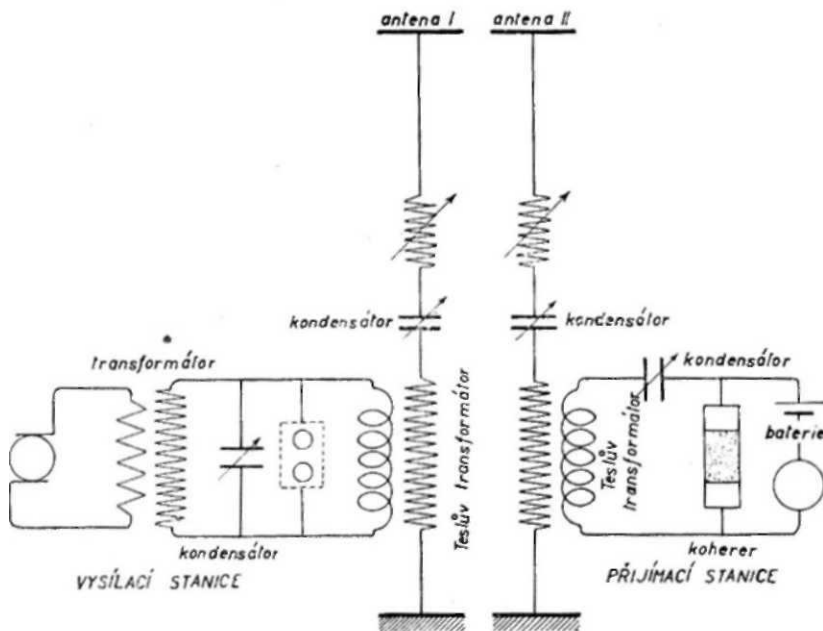 antena I
antena II
kondensátor
kondensátor
transformátor
kondensátor
Teslův transformátor
Teslův
transformátor
baterie
kondensátor
koherer
VYSÍLACÍ STANICE
PŘIJÍMACÍ STANICE